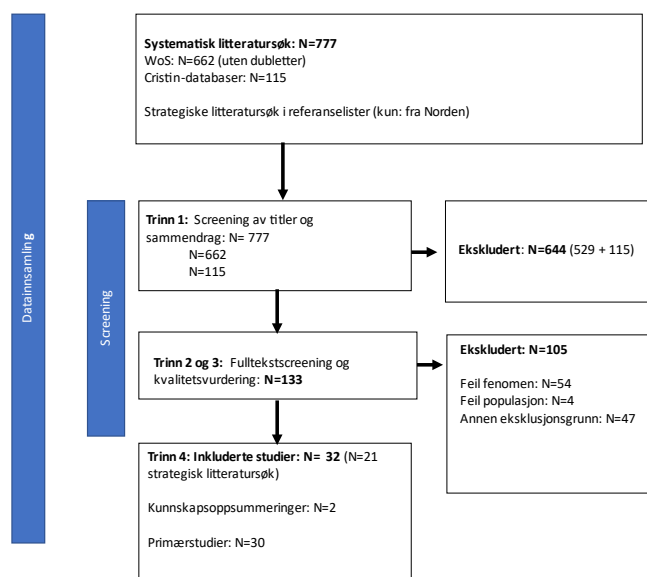 Systematisk litteratursøk: N=777
WoS: N=662 (uten dubletter)
Cristin-databaser: N=115
Strategiske litteratursøk i referanselister (kun: fra Norden)
Datainnsamling
Screening
Trinn 1: Screening av titler og
sammendrag: N= 777
N=662
N=115
Ekskludert: N=644 (529 + 115)
Trinn 2 og 3: Fulltekstscreening og
kvalitetsvurdering: N=133
Ekskludert: N=105
Feil fenomen: N=54
Feil populasjon: N=4
Annen eksklusjonsgrunn: N=47
Trinn 4: Inkluderte studier: N= 32 (N=21
strategisk litteratursøk)
Kunnskapsoppsummeringer: N=2
Primærstudier: N=30